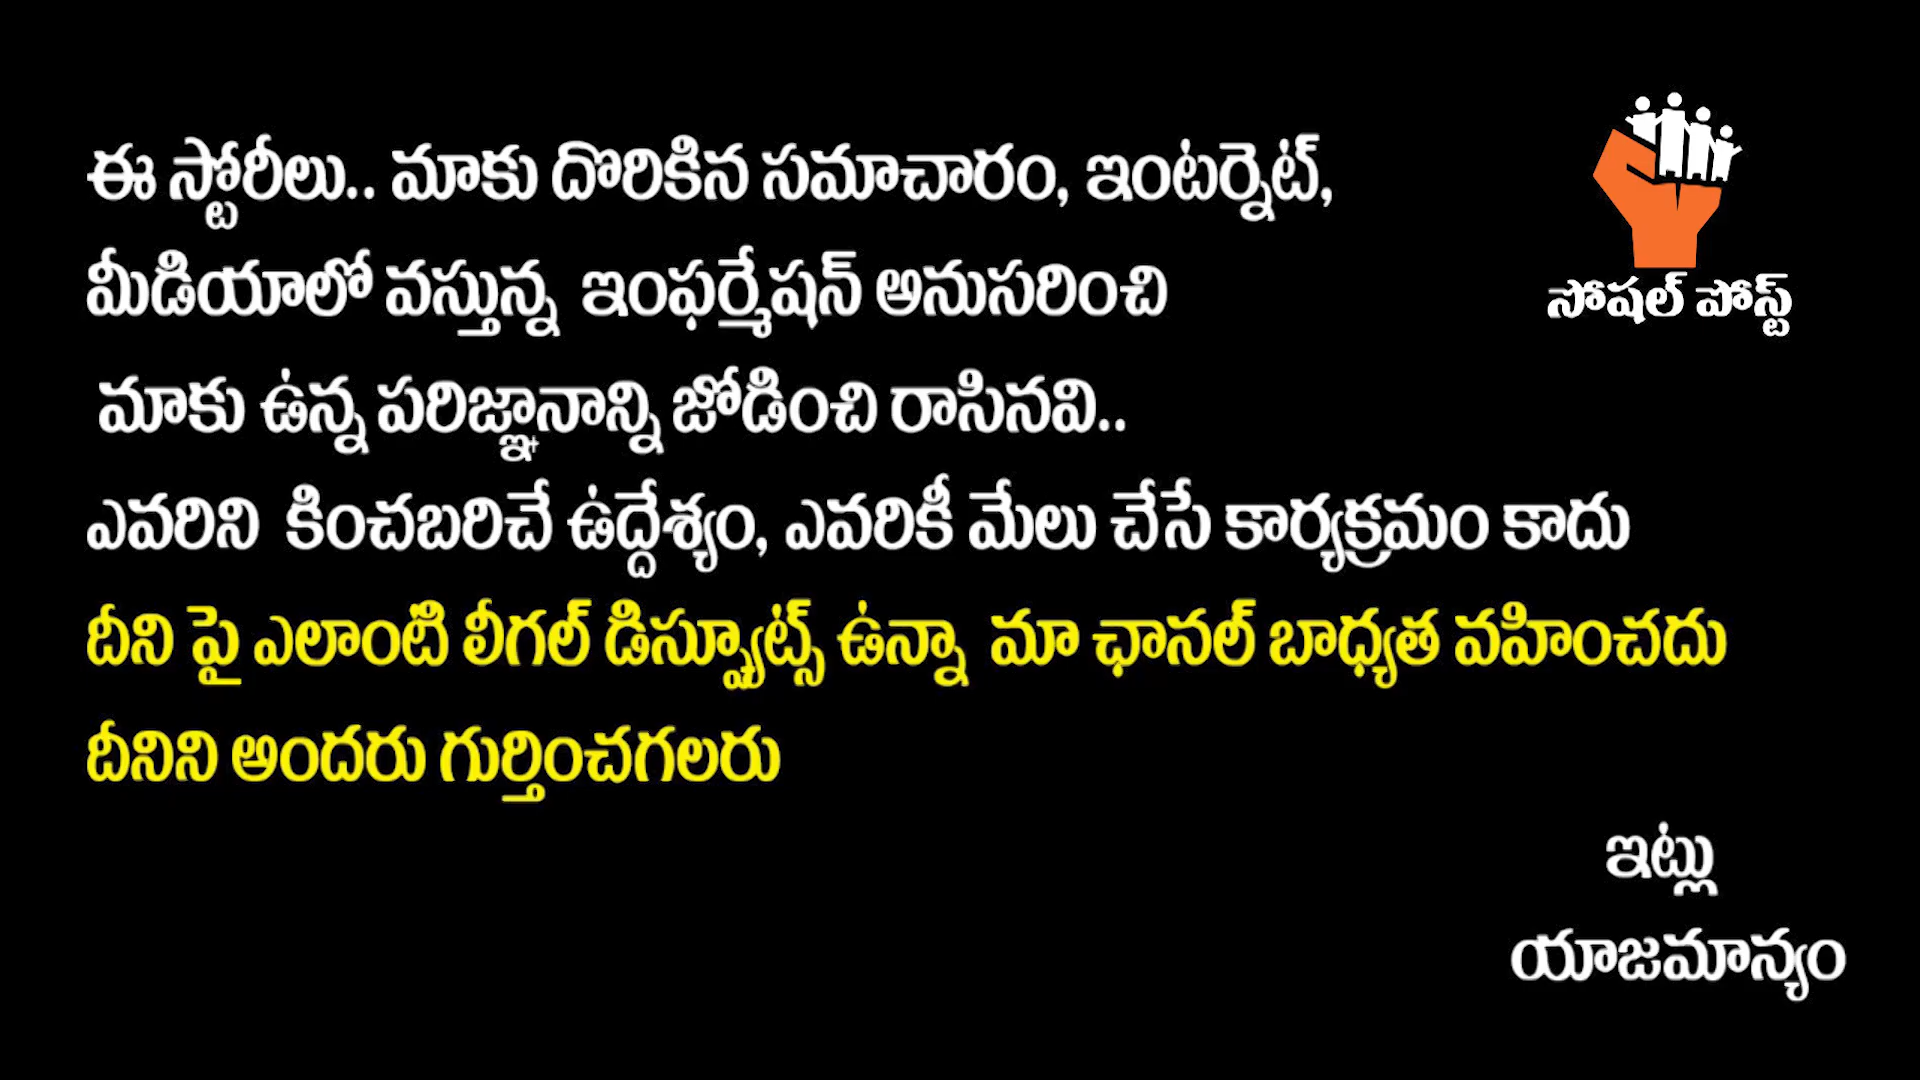 ఈ స్టోరీలు.. మాకు దొరికిన సమాచారం, ఇంటర్నెట్,
మీడియాలో వస్తున్న ఇంఫర్మేషన్ అనుసరించి
మాకు ఉన్న పరిజ్ఞానాన్ని జోడించి రాసినవి..
ఎవరిని కించబరిచే ఉద్దేశ్యం, ఎవరికీ మేలు చేసే కార్యక్రమం కాదు
దీని పై ఎలాంటి లీగల్ డిస్ప్యూట్స్ ఉన్నా మా ఛానల్ బాధ్యత వహించదు
దీనిని అందరు గుర్తించగలరు
సోషల్ పోస్ట్
ఇట్లు
యాజమాన్యం